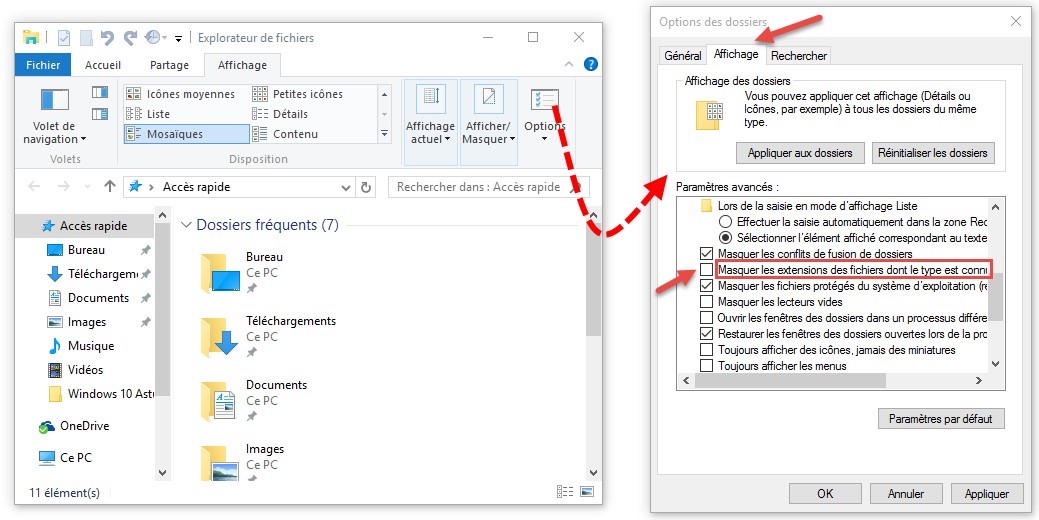 Explorateur de fichiers
Fichier Accueil Partage Affichage
Volet de navigation
Volets
Icônes moyennes Petites icônes
Liste Détails
Mosaïques Contenu
Disposition
Affichage actuel
Afficher/ Masquer
Options
Accès rapide
Rechercher dans : Accès rapide
Accès rapide
Bureau
Téléchargem
Documents
Images
Musique
Vidéos
Windows 10 Ast
OneDrive
Ce PC
Dossiers fréquents (7)
Bureau
Ce PC
Téléchargements
Ce PC
Documents
Ce PC
Images
Ce PC
11 élément(s)
Options des dossiers
Général Affichage Rechercher
Affichage des dossiers
Vous pouvez appliquer cet affichage (Détails ou
Icônes, par exemple) à tous les dossiers du même
type.
Appliquer aux dossiers Réinitialiser les dossiers
Paramètres avancés :
Lors de la saisie en mode d'affichage Liste
Effectuer la saisie automatiquement dans la zone Rec
Sélectionner l'élément affiché correspondant au texte
Masquer les conflits de fusion de dossiers
Masquer les extensions des fichiers dont le type est conn
Masquer les fichiers protégés du système d'exploitation (re
Masquer les lecteurs vides
Ouvrir les fenêtres des dossiers dans un processus différe
Restaurer les fenêtres des dossiers ouvertes lors de la pro
Toujours afficher des icônes, jamais des miniatures
Toujours afficher les menus
Paramètres par défaut
OK Annuler Appliquer